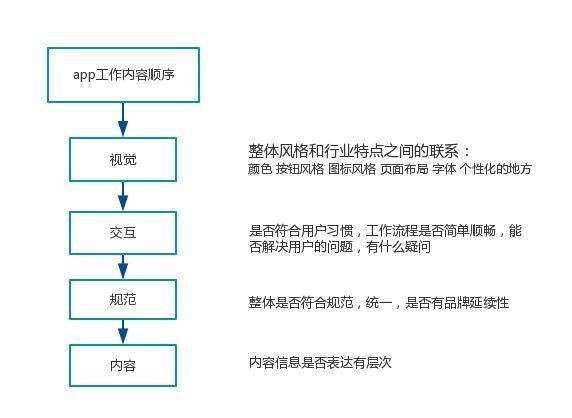 app工作内容顺序
视觉
整体风格和行业特点之间的联系：
颜色 按钮风格 图标风格 页面布局 字体 个性化的地方
交互
是否符合用户习惯，工作流程是否简单顺畅，能
否解决用户的问题，有什么疑问
规范
整体是否符合规范，统一，是否有品牌延续性
内容
内容信息是否表达有层次